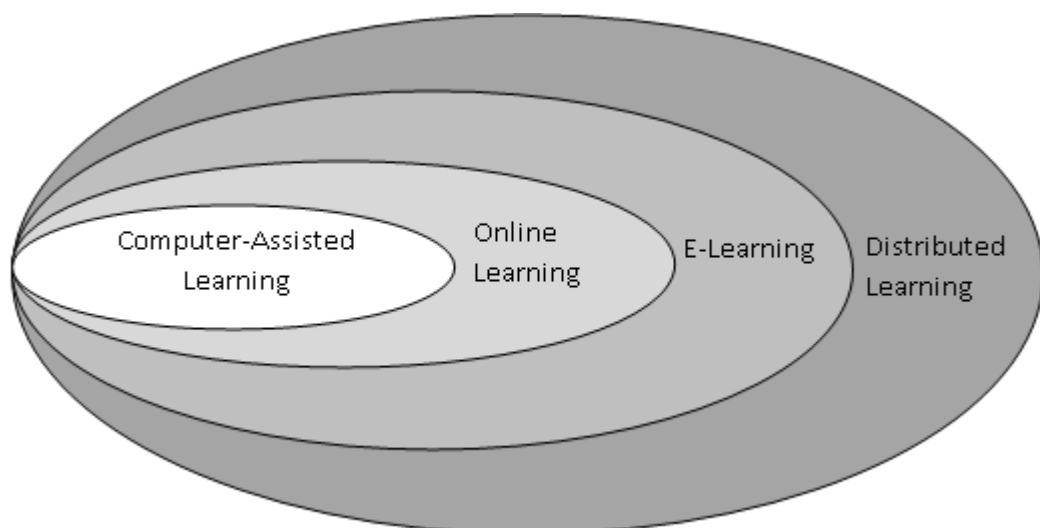 Computer-Assisted
Learning
Online
Learning
E-Learning
Distributed
Learning